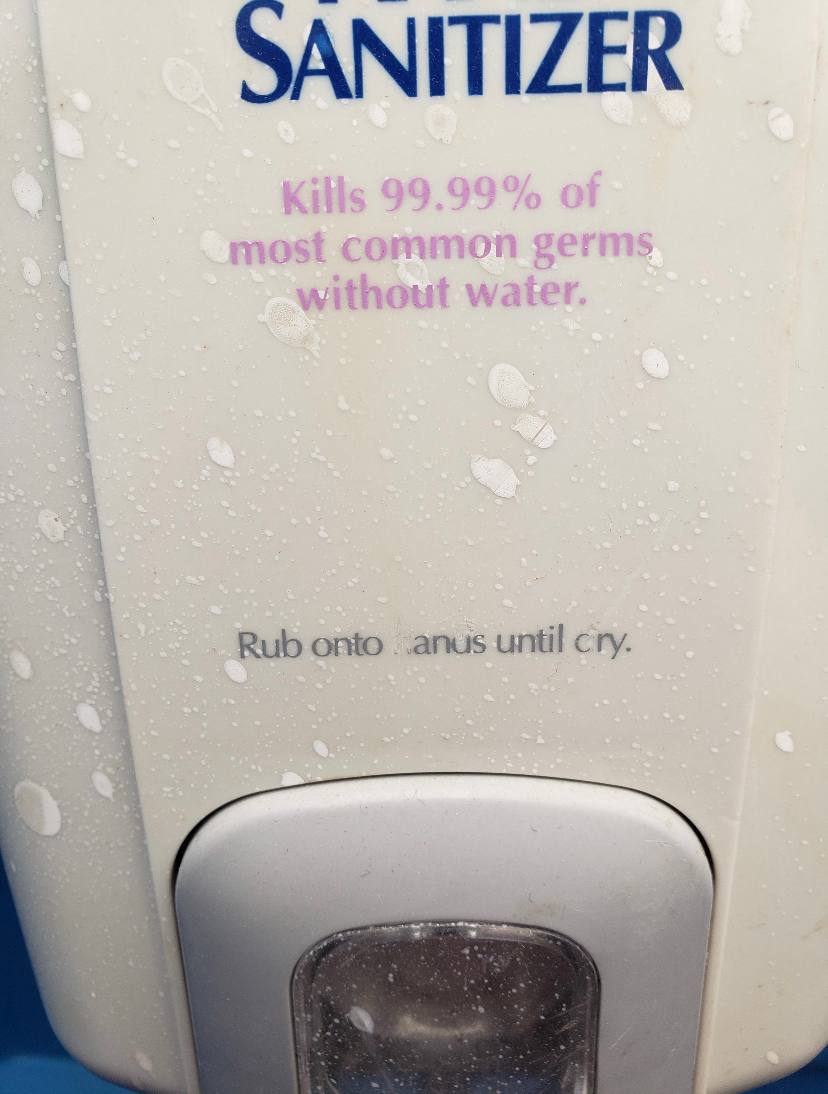 SANITIZER
Kills 99.99% of
most common germs
without water.
Rub onto anus until cry.